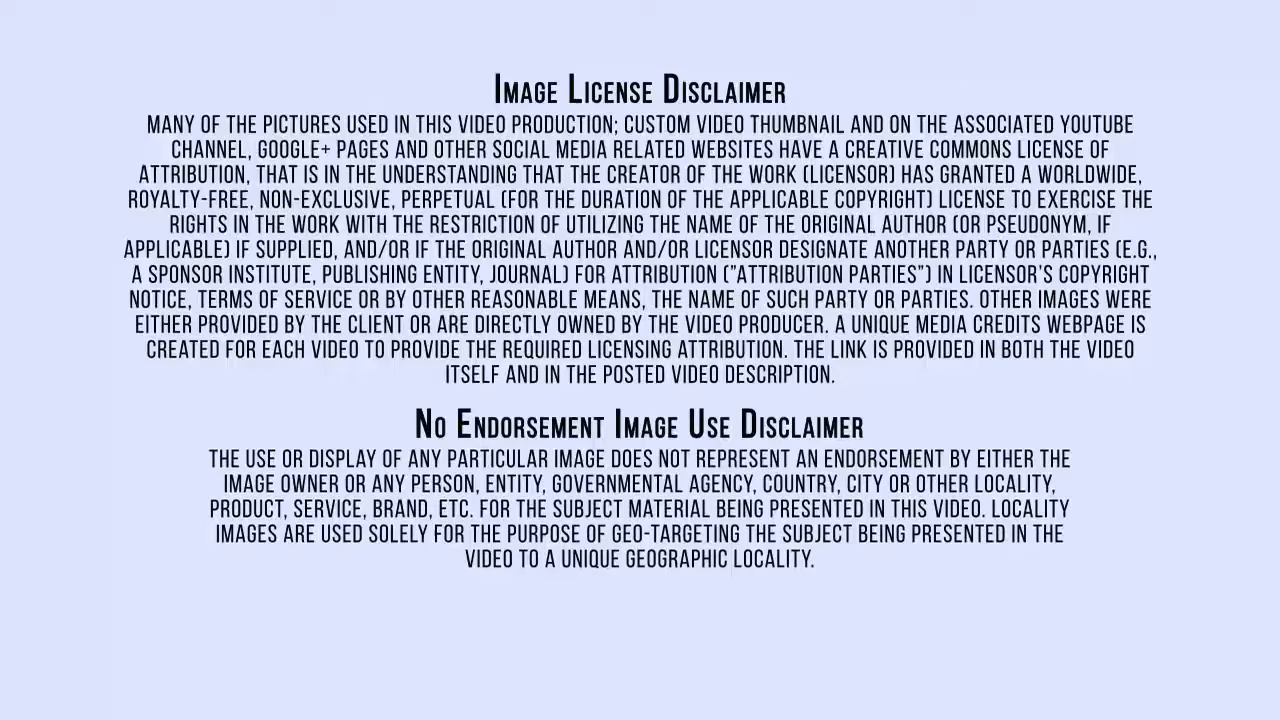 Image License Disclaimer
MANY OF THE PICTURES USED IN THIS VIDEO PRODUCTION; CUSTOM VIDEO THUMBNAIL AND ON THE ASSOCIATED YOUTUBE
CHANNEL, GOOGLE+ PAGES AND OTHER SOCIAL MEDIA RELATED WEBSITES HAVE A CREATIVE COMMONS LICENSE OF
ATTRIBUTION, THAT IS IN THE UNDERSTANDING THAT THE CREATOR OF THE WORK (LICENSOR) HAS GRANTED A WORLDWIDE,
ROYALTY-FREE, NON-EXCLUSIVE, PERPETUAL (FOR THE DURATION OF THE APPLICABLE COPYRIGHT) LICENSE TO EXERCISE THE
RIGHTS IN THE WORK WITH THE RESTRICTION OF UTILIZING THE NAME OF THE ORIGINAL AUTHOR (OR PSEUDONYM, IF
APPLICABLE) IF SUPPLIED, AND/OR IF THE ORIGINAL AUTHOR AND/OR LICENSOR DESIGNATE ANOTHER PARTY OR PARTIES (E.G.,
A SPONSOR INSTITUTE, PUBLISHING ENTITY, JOURNAL) FOR ATTRIBUTION ("ATTRIBUTION PARTIES") IN LICENSOR'S COPYRIGHT
NOTICE, TERMS OF SERVICE OR BY OTHER REASONABLE MEANS, THE NAME OF SUCH PARTY OR PARTIES. OTHER IMAGES WERE
EITHER PROVIDED BY THE CLIENT OR ARE DIRECTLY OWNED BY THE VIDEO PRODUCER. A UNIQUE MEDIA CREDITS WEBPAGE IS
CREATED FOR EACH VIDEO TO PROVIDE THE REQUIRED LICENSING ATTRIBUTION. THE LINK IS PROVIDED IN BOTH THE VIDEO
ITSELF AND IN THE POSTED VIDEO DESCRIPTION.
No Endorsement Image Use Disclaimer
THE USE OR DISPLAY OF ANY PARTICULAR IMAGE DOES NOT REPRESENT AN ENDORSEMENT BY EITHER THE
IMAGE OWNER OR ANY PERSON, ENTITY, GOVERNMENTAL AGENCY, COUNTRY, CITY OR OTHER LOCALITY,
PRODUCT, SERVICE, BRAND, ETC. FOR THE SUBJECT MATERIAL BEING PRESENTED IN THIS VIDEO. LOCALITY
IMAGES ARE USED SOLELY FOR THE PURPOSE OF GEO-TARGETING THE SUBJECT BEING PRESENTED IN THE
VIDEO TO A UNIQUE GEOGRAPHIC LOCALITY.